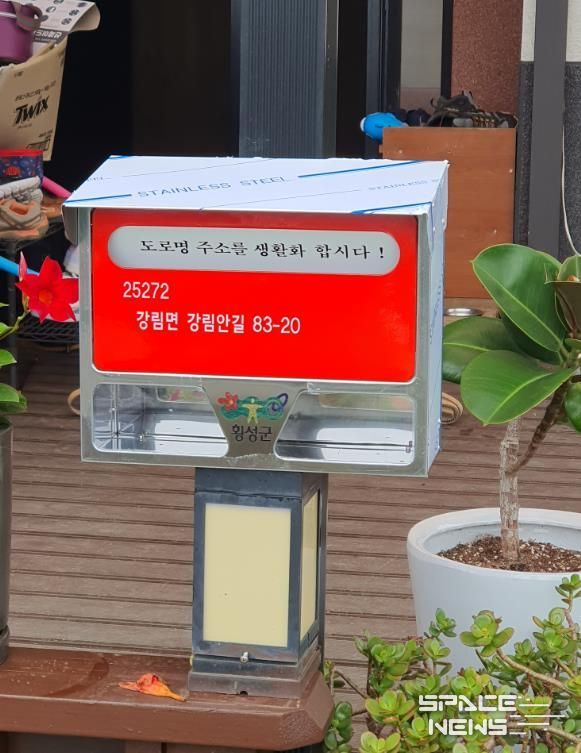 TWIX
STAINLESS STEEL
STAINLESS
도로명 주소를 생활화 합시다 !
25272
강림면 강림안길 83-20
횡성군
SPACE
NEWS